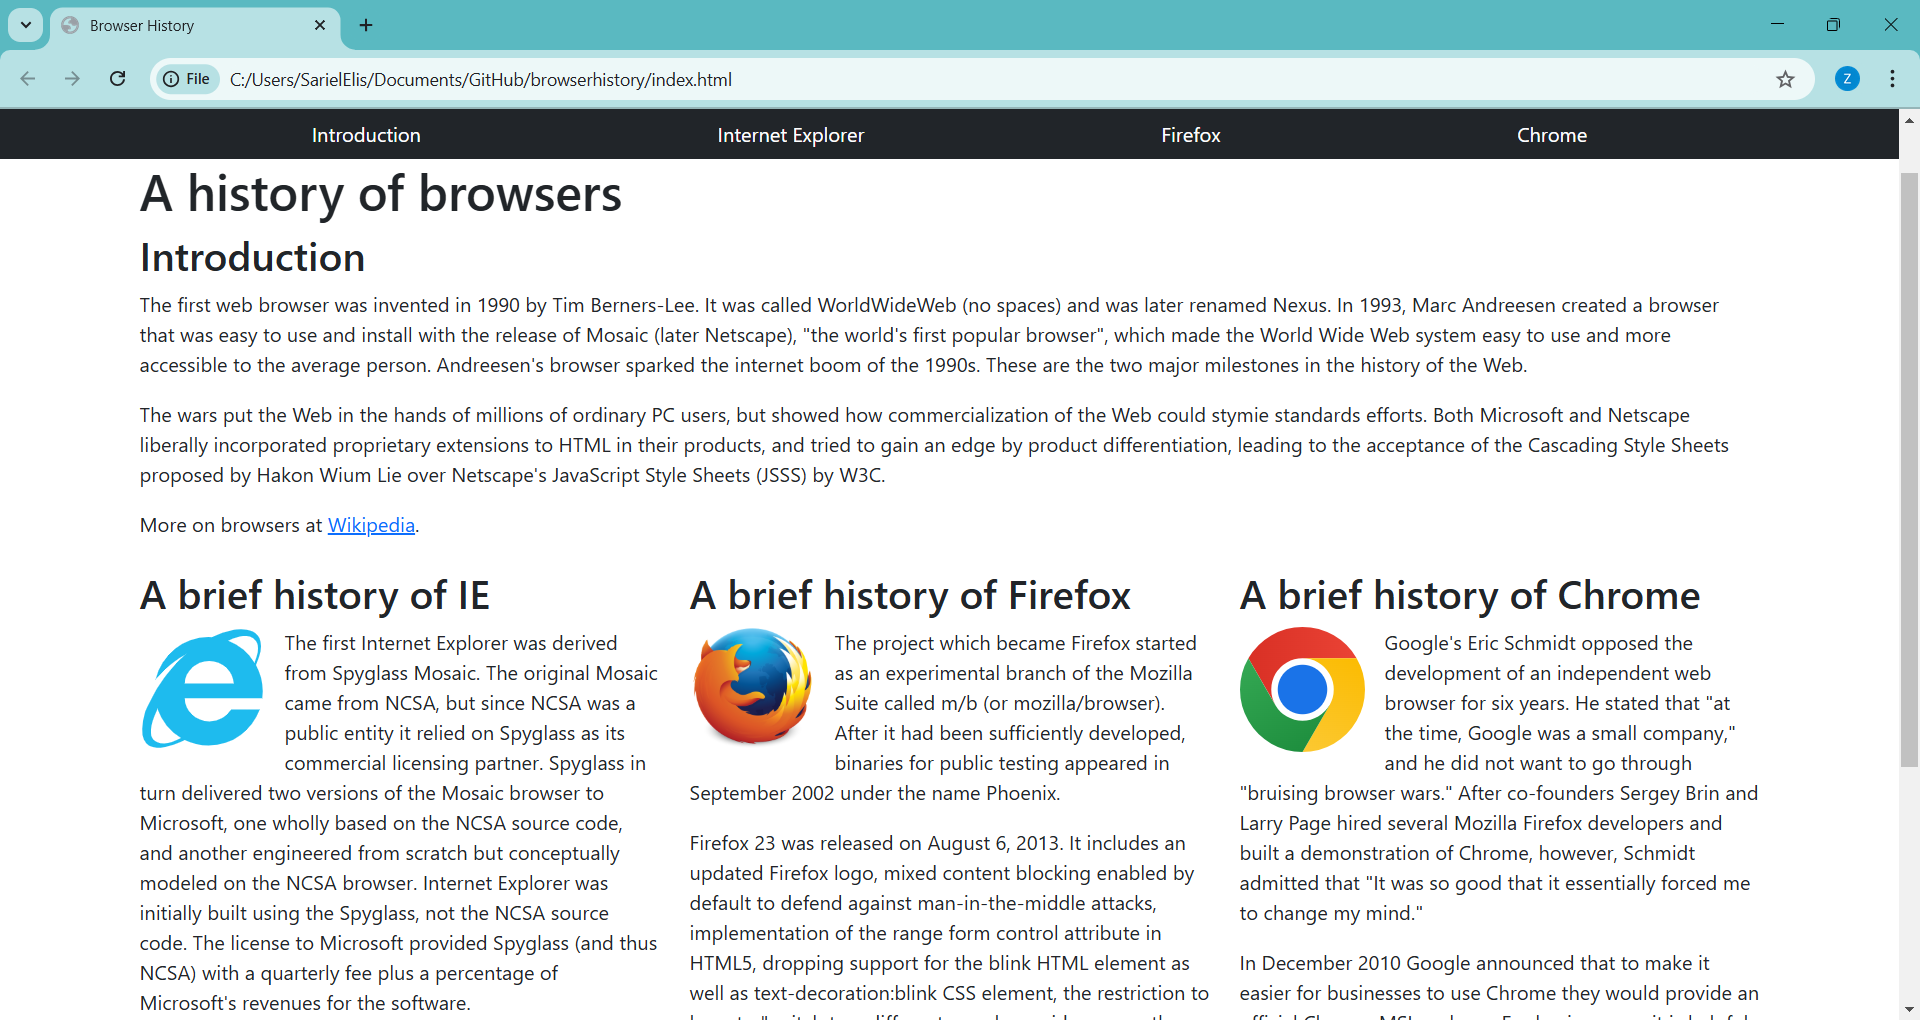 Browser History
File C:/Users/SarielElis/Documents/GitHub/browserhistory/index.html
Z
Introduction Internet Explorer Firefox Chrome
A history of browsers
Introduction
The first web browser was invented in 1990 by Tim Berners-Lee. It was called WorldWideWeb (no spaces) and was later renamed Nexus. In 1993, Marc Andreesen created a browser
that was easy to use and install with the release of Mosaic (later Netscape), "the world's first popular browser", which made the World Wide Web system easy to use and more
accessible to the average person. Andreesen's browser sparked the internet boom of the 1990s. These are the two major milestones in the history of the Web.
The wars put the Web in the hands of millions of ordinary PC users, but showed how commercialization of the Web could stymie standards efforts. Both Microsoft and Netscape
liberally incorporated proprietary extensions to HTML in their products, and tried to gain an edge by product differentiation, leading to the acceptance of the Cascading Style Sheets
proposed by Hakon Wium Lie over Netscape's JavaScript Style Sheets (JSSS) by W3C.
More on browsers at Wikipedia.
A brief history of IE
The first Internet Explorer was derived
from Spyglass Mosaic. The original Mosaic
came from NCSA, but since NCSA was a
public entity it relied on Spyglass as its
commercial licensing partner. Spyglass in
turn delivered two versions of the Mosaic browser to
Microsoft, one wholly based on the NCSA source code,
and another engineered from scratch but conceptually
modeled on the NCSA browser. Internet Explorer was
initially built using the Spyglass, not the NCSA source
code. The license to Microsoft provided Spyglass (and thus
NCSA) with a quarterly fee plus a percentage of
Microsoft's revenues for the software.
A brief history of Firefox
The project which became Firefox started
as an experimental branch of the Mozilla
Suite called m/b (or mozilla/browser).
After it had been sufficiently developed,
binaries for public testing appeared in
September 2002 under the name Phoenix.
Firefox 23 was released on August 6, 2013. It includes an
updated Firefox logo, mixed content blocking enabled by
default to defend against man-in-the-middle attacks,
implementation of the range form control attribute in
HTML5, dropping support for the blink HTML element as
well as text-decoration:blink CSS element, the restriction to
A brief history of Chrome
Google's Eric Schmidt opposed the
development of an independent web
browser for six years. He stated that "at
the time, Google was a small company,"
and he did not want to go through
"bruising browser wars." After co-founders Sergey Brin and
Larry Page hired several Mozilla Firefox developers and
built a demonstration of Chrome, however, Schmidt
admitted that "It was so good that it essentially forced me
to change my mind."
In December 2010 Google announced that to make it
easier for businesses to use Chrome they would provide an